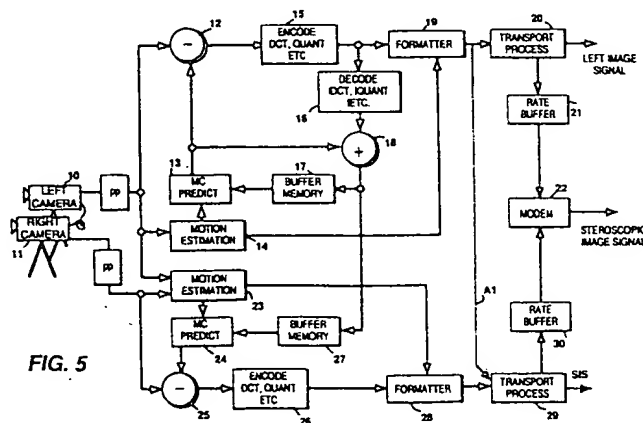 12
15
ENCODE
DCT, QUANT
ETC
19
FORMATTER
20
TRANSPORT
PROCESS
LEFT IMAGE
SIGNAL
DECODE
IDCT, IQUANT
16
RATE
BUFFER
21
10
LEFT
CAMERA
PP
13
MC
PREDICT
17
BUFFER
MEMORY
18
22
MODEM
STEROSCOPIC
IMAGE SIGNAL
RIGHT
CAMERA
11
PP
MOTION
ESTIMATION
14
MOTION
ESTIMATION
23
A1
RATE
BUFFER
30
FIG. 5
MC
PREDICT
24
BUFFER
MEMORY
27
25
ENCODE
DCT, QUANT
ETC
26
FORMATTER
28
TRANSPORT
PROCESS
29
SIS